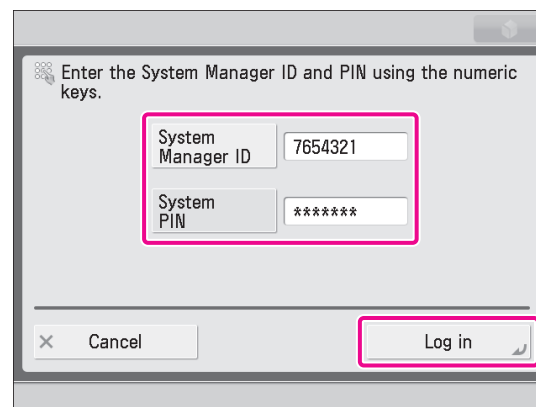 Enter the System Manager ID and PIN using the numeric
keys.
System
Manager ID
7654321
System
PIN
*******
Cancel
Log in